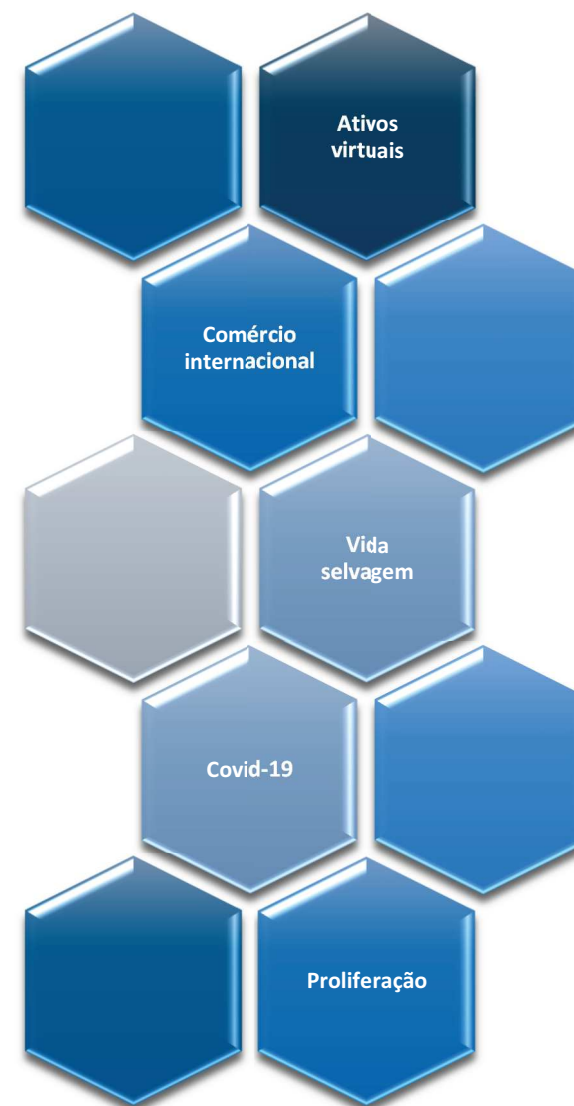 Ativos
virtuais
Comércio
internacional
Vida
selvagem
Covid-19
Proliferação